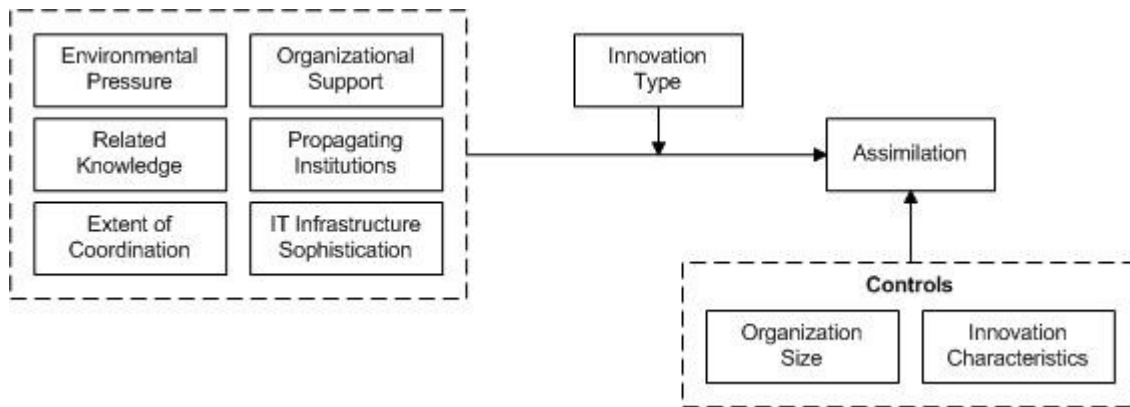 Environmental
Pressure
Organizational
Support
Related
Knowledge
Propagating
Institutions
Extent of
Coordination
IT Infrastructure
Sophistication
Innovation
Type
Assimilation
Controls
Organization
Size
Innovation
Characteristics